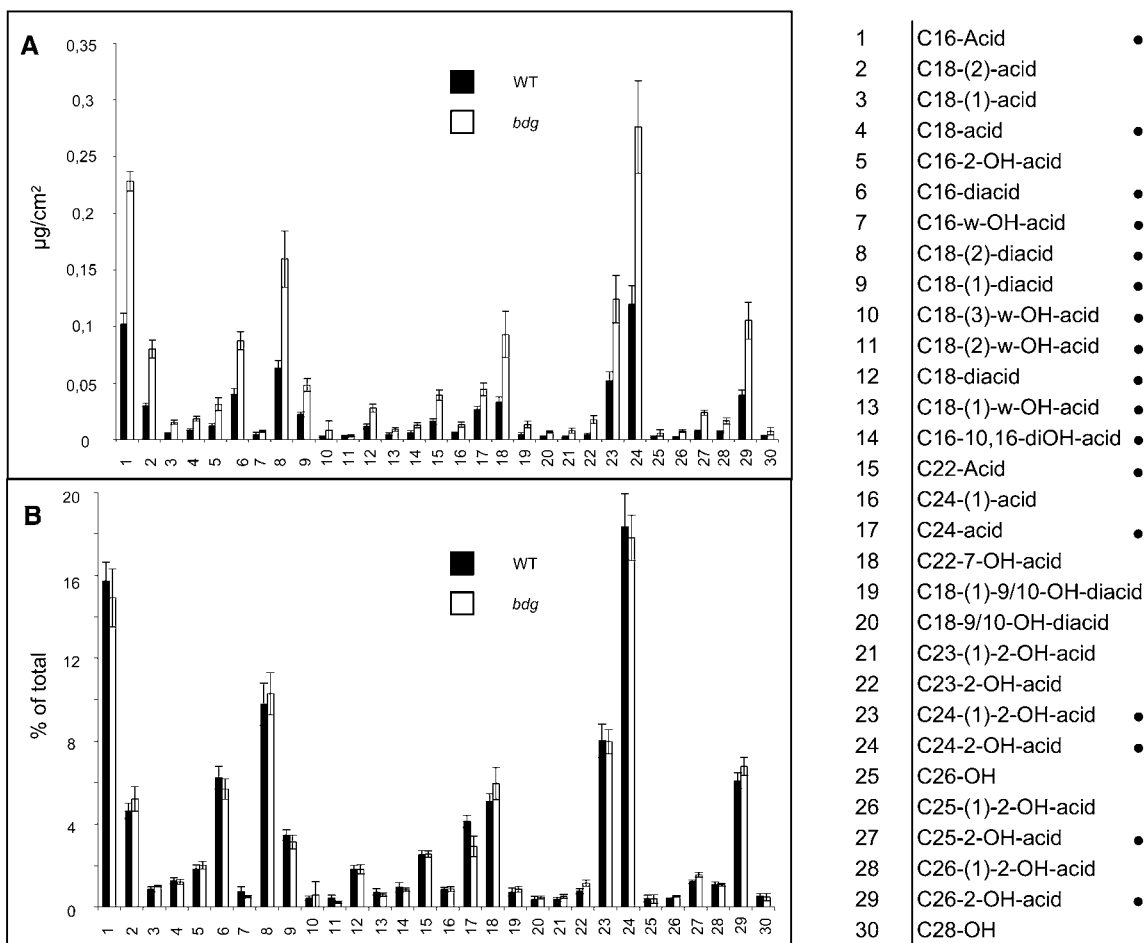 A
0,35
0,3
0,25
0,2
0,15
0,1
0,05
0
µg/cm²
WT
bdg
1 2 3 4 5 6 7 8 9 10 11 12 13 14 15 16 17 18 19 20 21 22 23 24 25 26 27 28 29 30
B
20
16
12
8
4
0
% of total
WT
bdg
1 2 3 4 5 6 7 8 9 10 11 12 13 14 15 16 17 18 19 20 21 22 23 24 25 26 27 28 29 30
1 C16-Acid •
2 C18-(2)-acid
3 C18-(1)-acid
4 C18-acid •
5 C16-2-OH-acid
6 C16-diacid •
7 C16-w-OH-acid •
8 C18-(2)-diacid •
9 C18-(1)-diacid •
10 C18-(3)-w-OH-acid •
11 C18-(2)-w-OH-acid •
12 C18-diacid •
13 C18-(1)-w-OH-acid •
14 C16-10,16-diOH-acid •
15 C22-Acid •
16 C24-(1)-acid
17 C24-acid •
18 C22-7-OH-acid
19 C18-(1)-9/10-OH-diacid
20 C18-9/10-OH-diacid
21 C23-(1)-2-OH-acid
22 C23-2-OH-acid
23 C24-(1)-2-OH-acid •
24 C24-2-OH-acid •
25 C26-OH
26 C25-(1)-2-OH-acid
27 C25-2-OH-acid •
28 C26-(1)-2-OH-acid
29 C26-2-OH-acid •
30 C28-OH